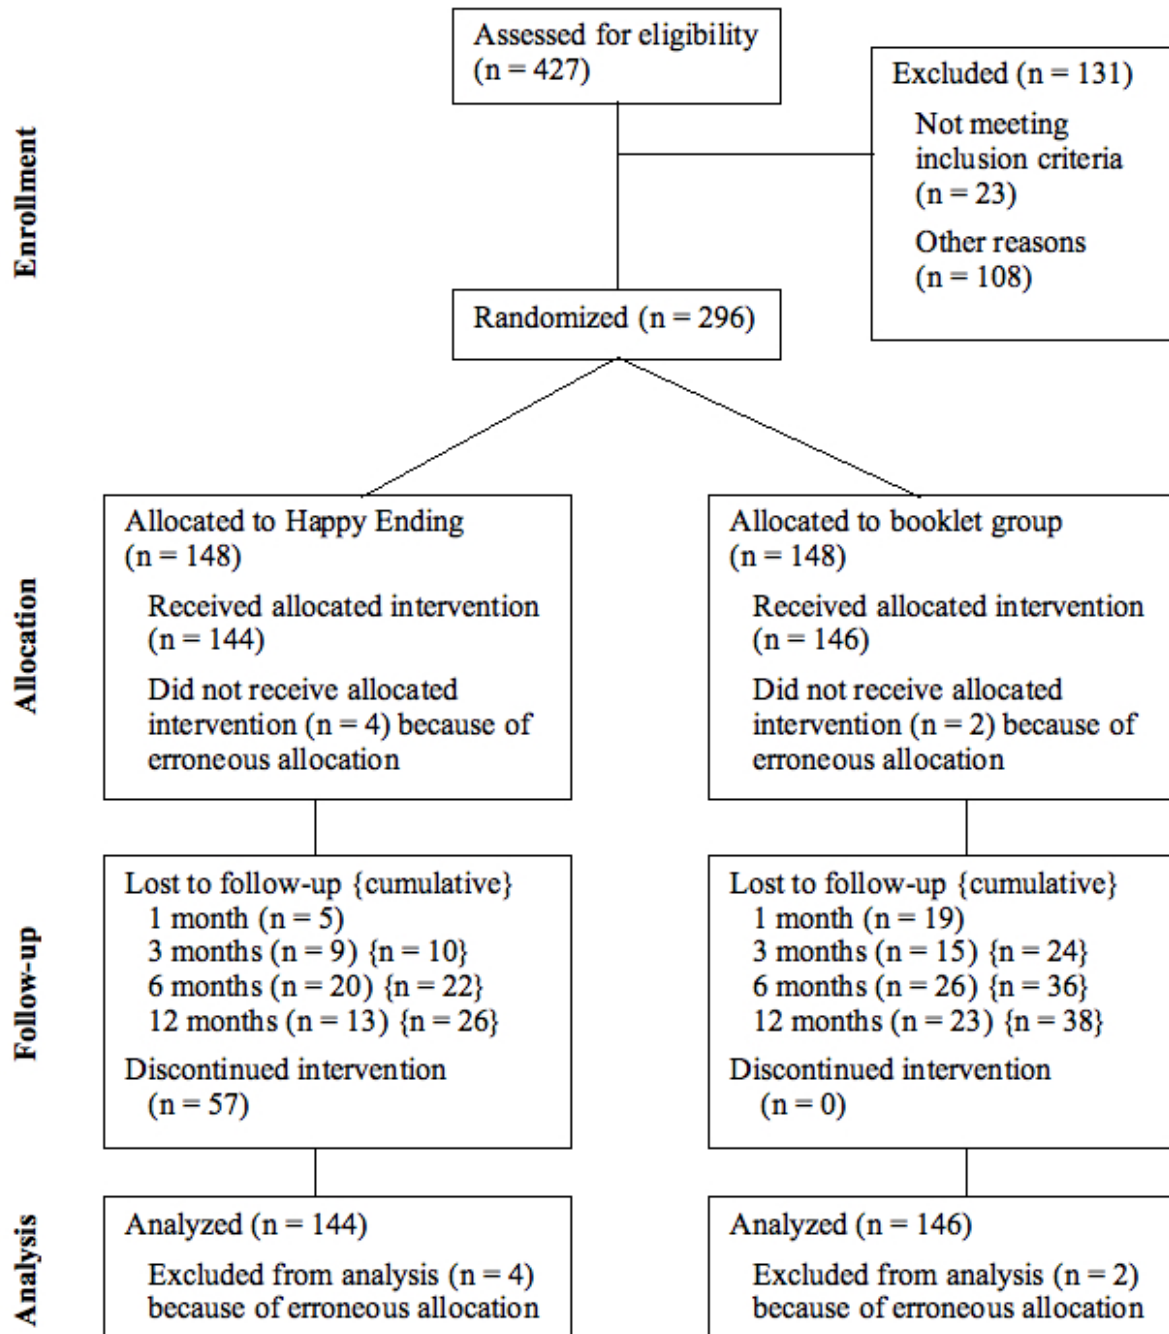 Enrollment
Assessed for eligibility
(n = 427)
Excluded (n = 131)
Not meeting
inclusion criteria
(n = 23)
Other reasons
(n = 108)
Randomized (n = 296)
Allocation
Allocated to Happy Ending
(n = 148)
Received allocated intervention
(n = 144)
Did not receive allocated
intervention (n = 4) because of
erroneous allocation
Allocated to booklet group
(n = 148)
Received allocated intervention
(n = 146)
Did not receive allocated
intervention (n = 2) because of
erroneous allocation
Follow-up
Lost to follow-up {cumulative}
1 month (n = 5)
3 months (n = 9) {n = 10}
6 months (n = 20) {n = 22}
12 months (n = 13) {n = 26}
Discontinued intervention
(n = 57)
Lost to follow-up {cumulative}
1 month (n = 19)
3 months (n = 15) {n = 24}
6 months (n = 26) {n = 36}
12 months (n = 23) {n = 38}
Discontinued intervention
(n = 0)
Analysis
Analyzed (n = 144)
Excluded from analysis (n = 4)
because of erroneous allocation
Analyzed (n = 146)
Excluded from analysis (n = 2)
because of erroneous allocation